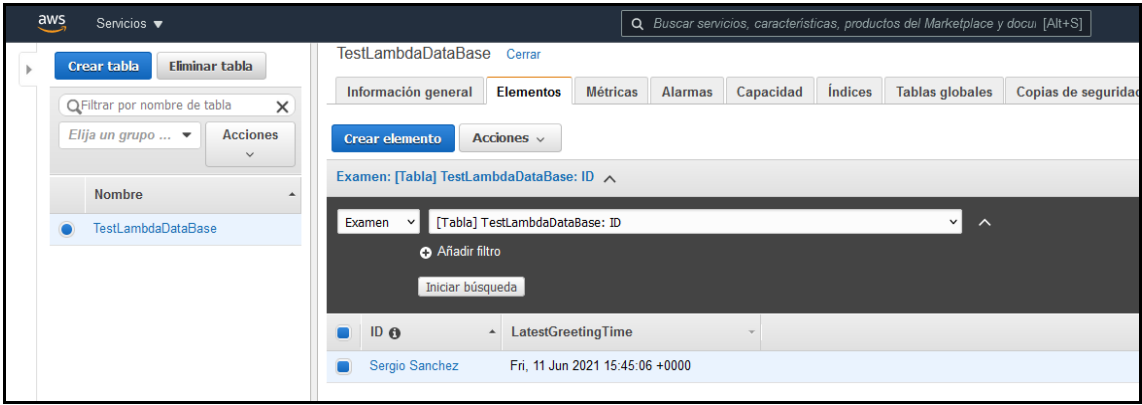 aws
Servicios ▼
Buscar servicios, características, productos del Marketplace y docui [Alt+S]
Crear tabla
Eliminar tabla
Filtrar por nombre de tabla
Elija un grupo ...
Acciones
Nombre
TestLambdaDataBase
TestLambdaDataBase Cerrar
Información general Elementos Métricas Alarmas Capacidad Índices Tablas globales Copias de seguridad
Crear elemento
Acciones
Examen: [Tabla] TestLambdaDataBase: ID
Examen
[Tabla] TestLambdaDataBase: ID
Añadir filtro
Iniciar búsqueda
ID LatestGreetingTime
Sergio Sanchez Fri, 11 Jun 2021 15:45:06 +0000